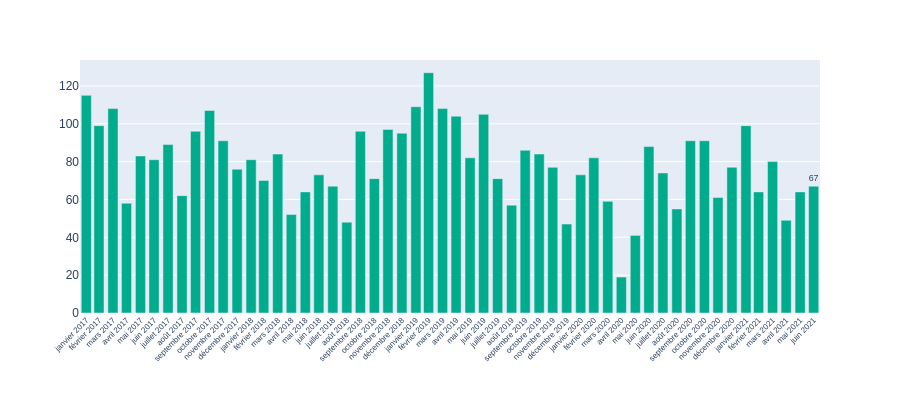 120
100
80
60
40
20
0
67
janvier 2017
février 2017
mars 2017
avril 2017
mai 2017
juin 2017
juillet 2017
août 2017
septembre 2017
octobre 2017
novembre 2017
décembre 2017
janvier 2018
février 2018
mars 2018
avril 2018
mai 2018
juin 2018
juillet 2018
août 2018
septembre 2018
octobre 2018
novembre 2018
décembre 2018
janvier 2019
février 2019
mars 2019
avril 2019
mai 2019
juin 2019
juillet 2019
août 2019
septembre 2019
octobre 2019
novembre 2019
décembre 2019
janvier 2020
février 2020
mars 2020
avril 2020
mai 2020
juin 2020
juillet 2020
août 2020
septembre 2020
octobre 2020
novembre 2020
décembre 2020
janvier 2021
février 2021
mars 2021
avril 2021
mai 2021
juin 2021